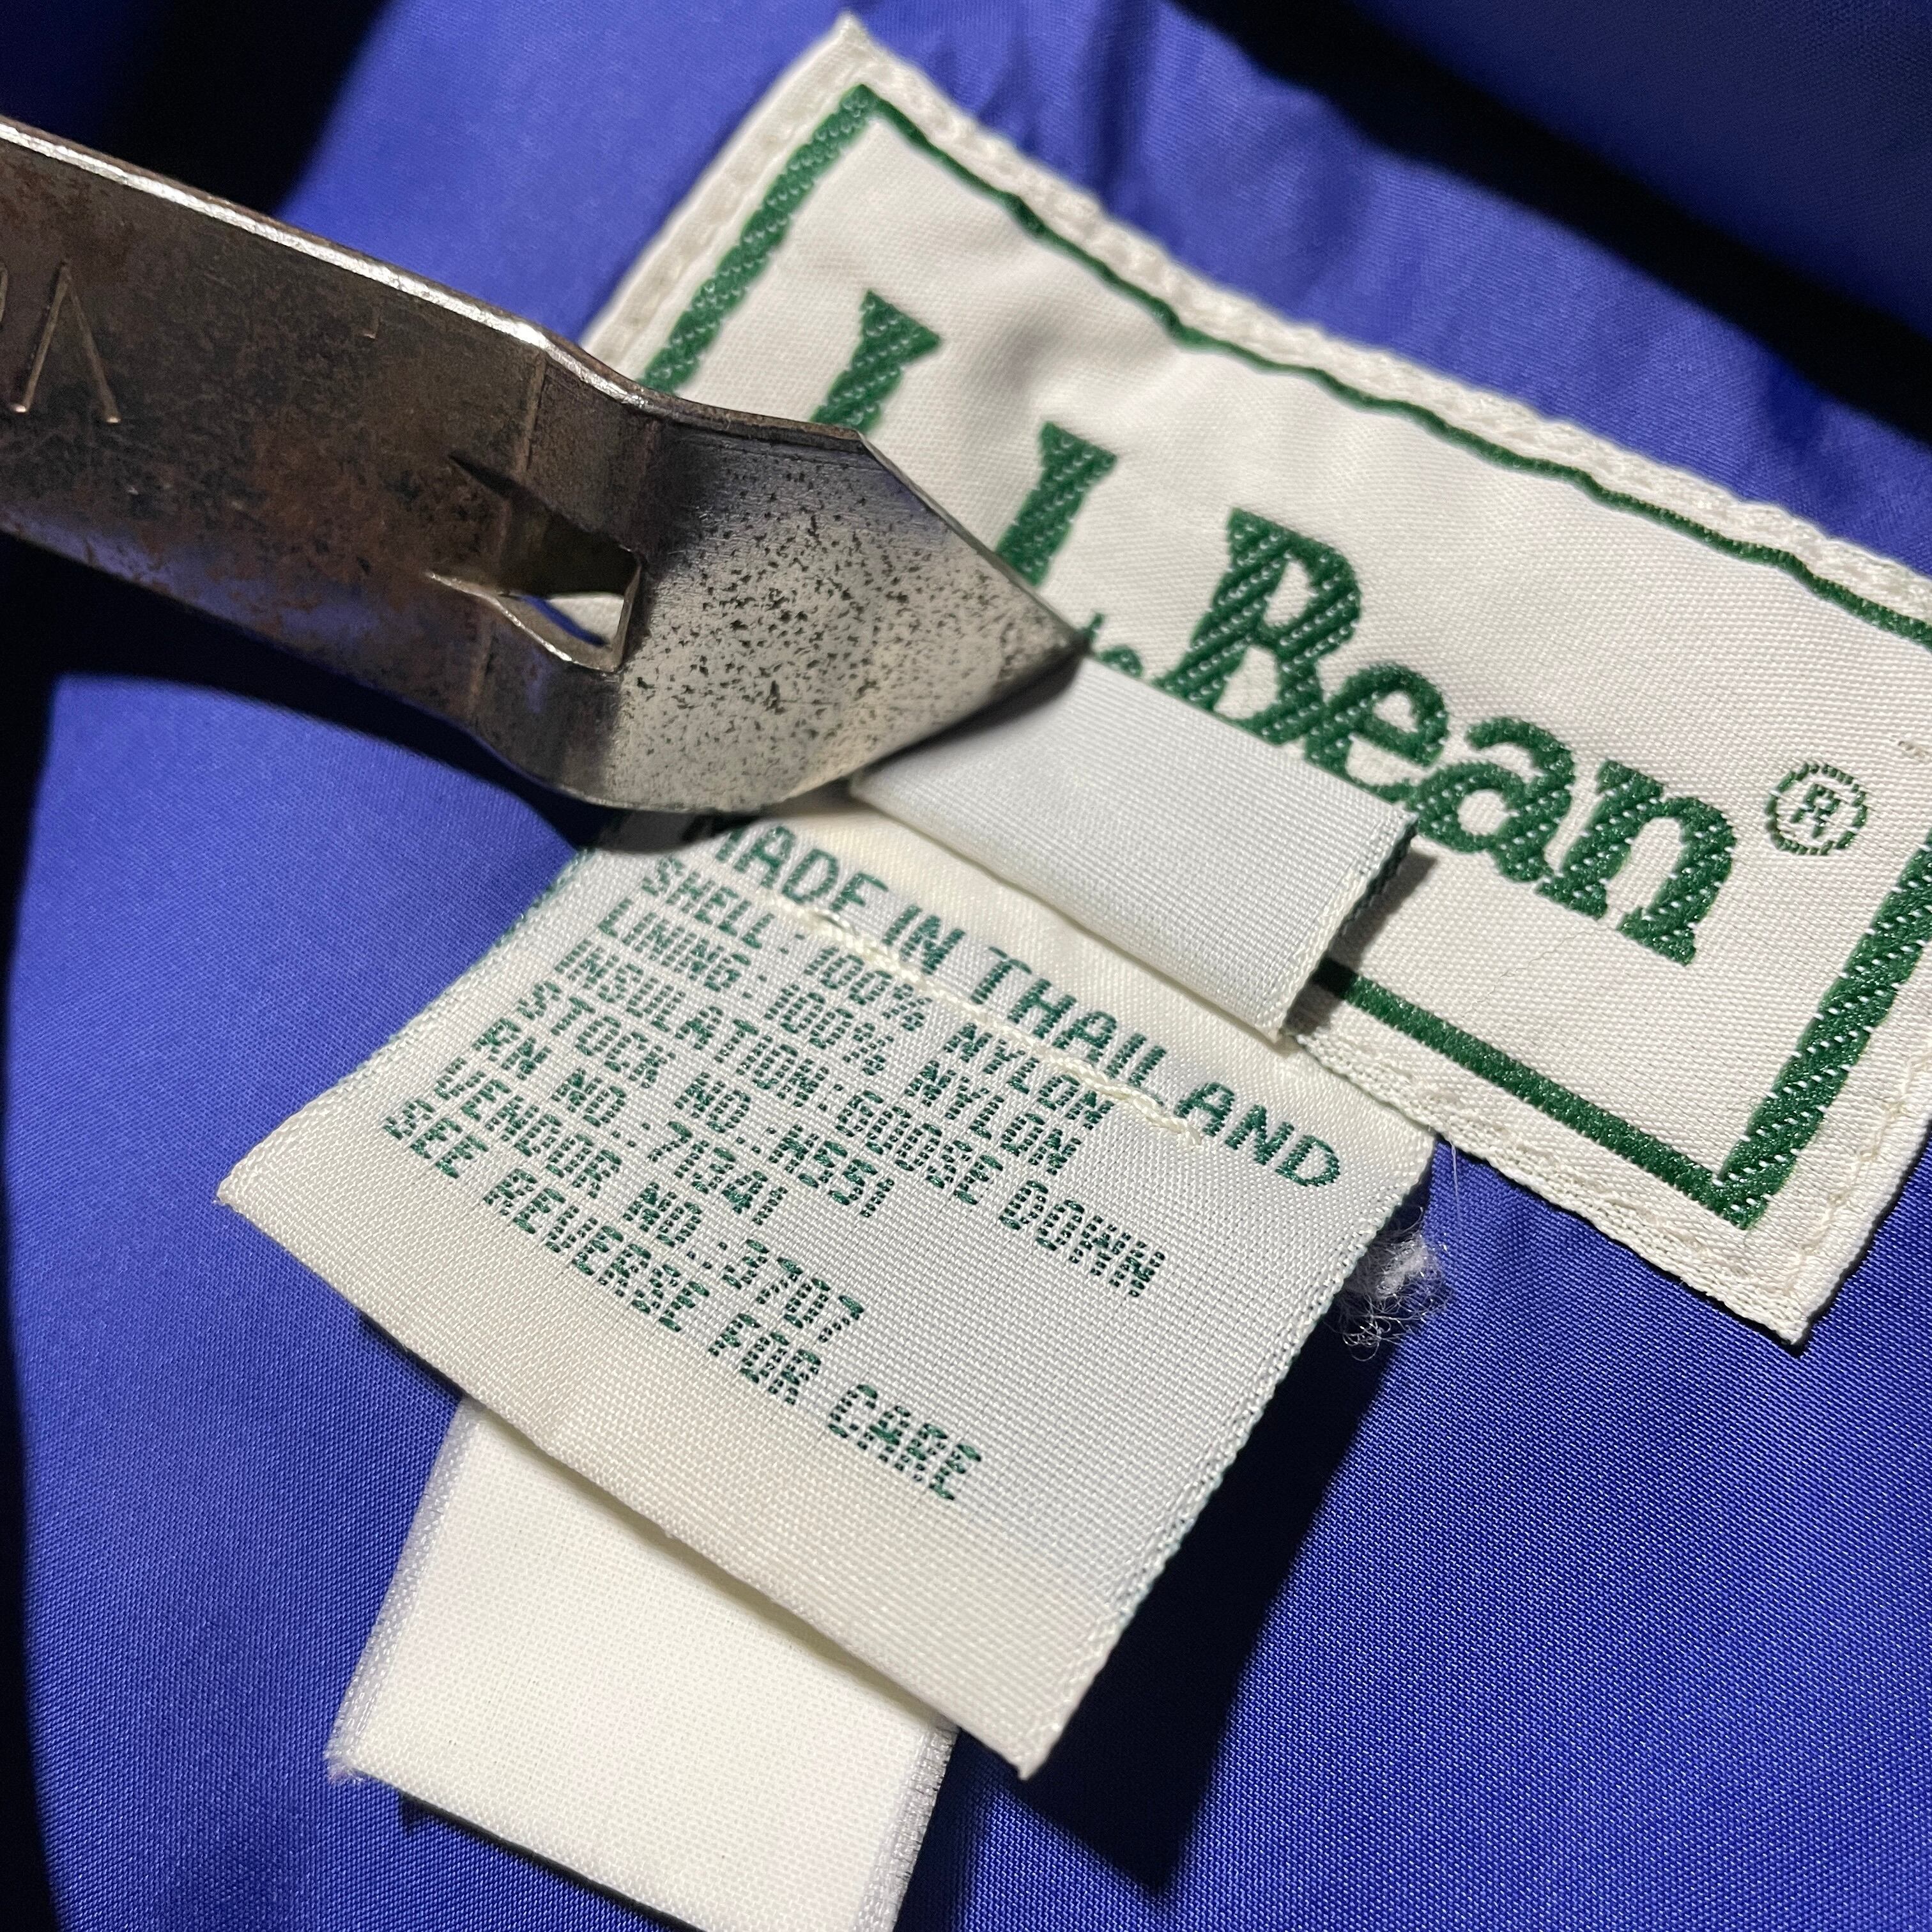 L.L.Bean®
MADE IN THAILAND
SHELL: 100% NYLON
LINING: 100% NYLON
INSULATION: GOOSE DOWN
STOCK NO.: H551
RN NO.: 71341
VENDOR NO.: 3707
SEE REVERSE FOR CARE